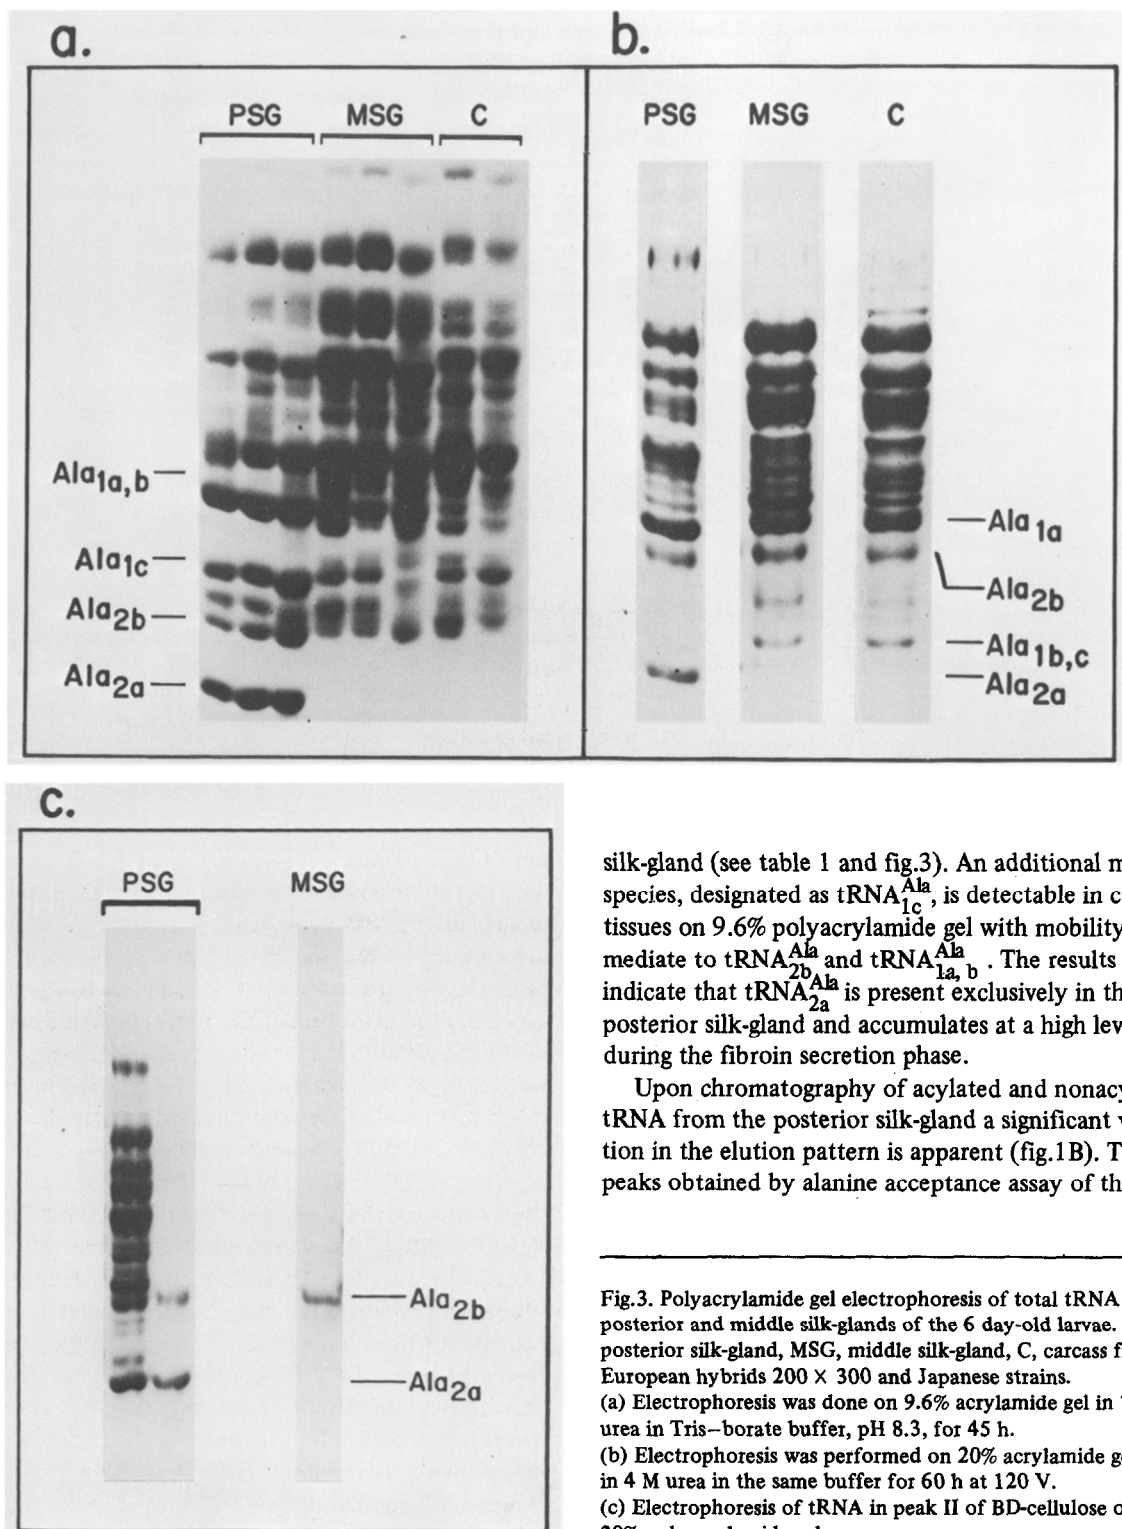 a.
PSG MSG C
Ala1a,b
Ala1c
Ala2b
Ala2a
b.
PSG MSG C
Ala1a
Ala2b
Ala1b,c
Ala2a
c.
PSG MSG
Ala2b
Ala2a
silk-gland (see table 1 and fig.3). An additional
species, designated as tRNA1cAla, is detectable in
tissues on 9.6% polyacrylamide gel with mobility
mediate to tRNA2bAla and tRNA1a, bAla. The results
indicate that tRNA2aAla is present exclusively in
posterior silk-gland and accumulates at a high
during the fibroin secretion phase.
Upon chromatography of acylated and
tRNA from the posterior silk-gland a significant
tion in the elution pattern is apparent (fig.1B).
peaks obtained by alanine acceptance assay of
Fig.3. Polyacrylamide gel electrophoresis of total tRNA
posterior and middle silk-glands of the 6 day-old larvae.
posterior silk-gland, MSG, middle silk-gland, C, carcass
European hybrids 200 × 300 and Japanese strains.
(a) Electrophoresis was done on 9.6% acrylamide gel in
urea in Tris–borate buffer, pH 8.3, for 45 h.
(b) Electrophoresis was performed on 20% acrylamide
in 4 M urea in the same buffer for 60 h at 120 V.
(c) Electrophoresis of tRNA in peak II of BD-cellulose